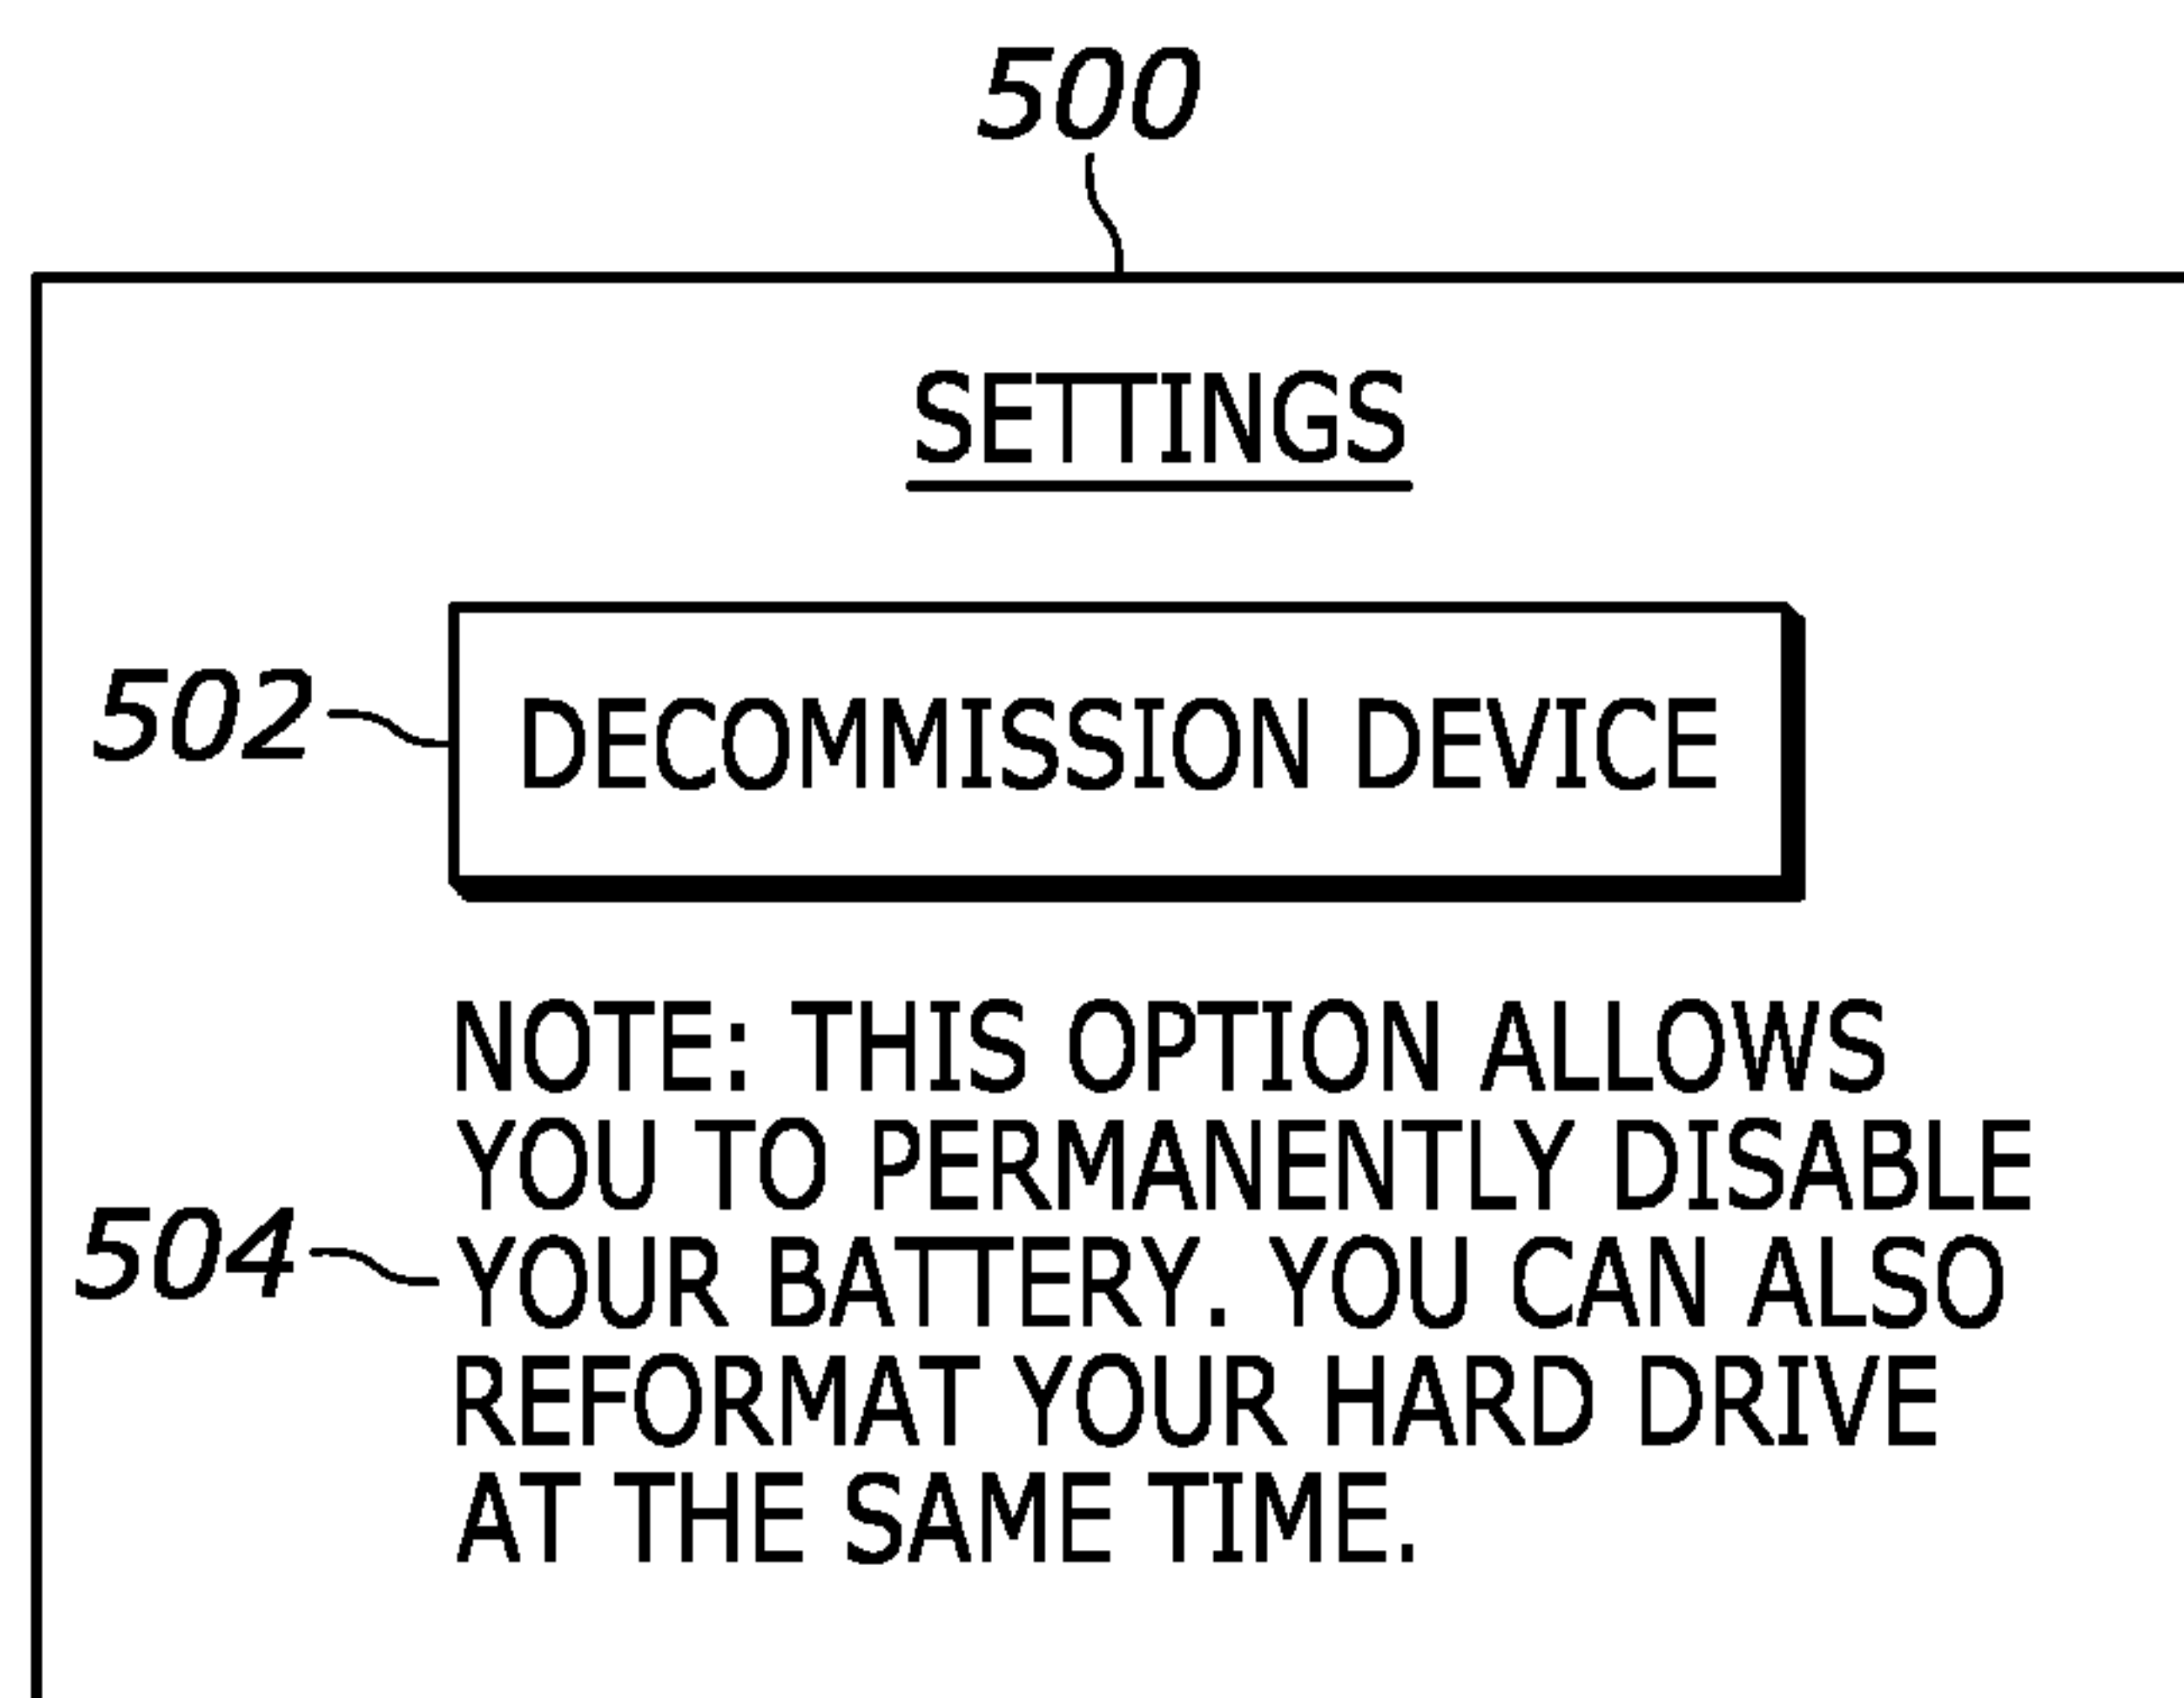 500
SETTINGS
502
DECOMMISSION DEVICE
NOTE: THIS OPTION ALLOWS
YOU TO PERMANENTLY DISABLE
504
YOUR BATTERY. YOU CAN ALSO
REFORMAT YOUR HARD DRIVE
AT THE SAME TIME.